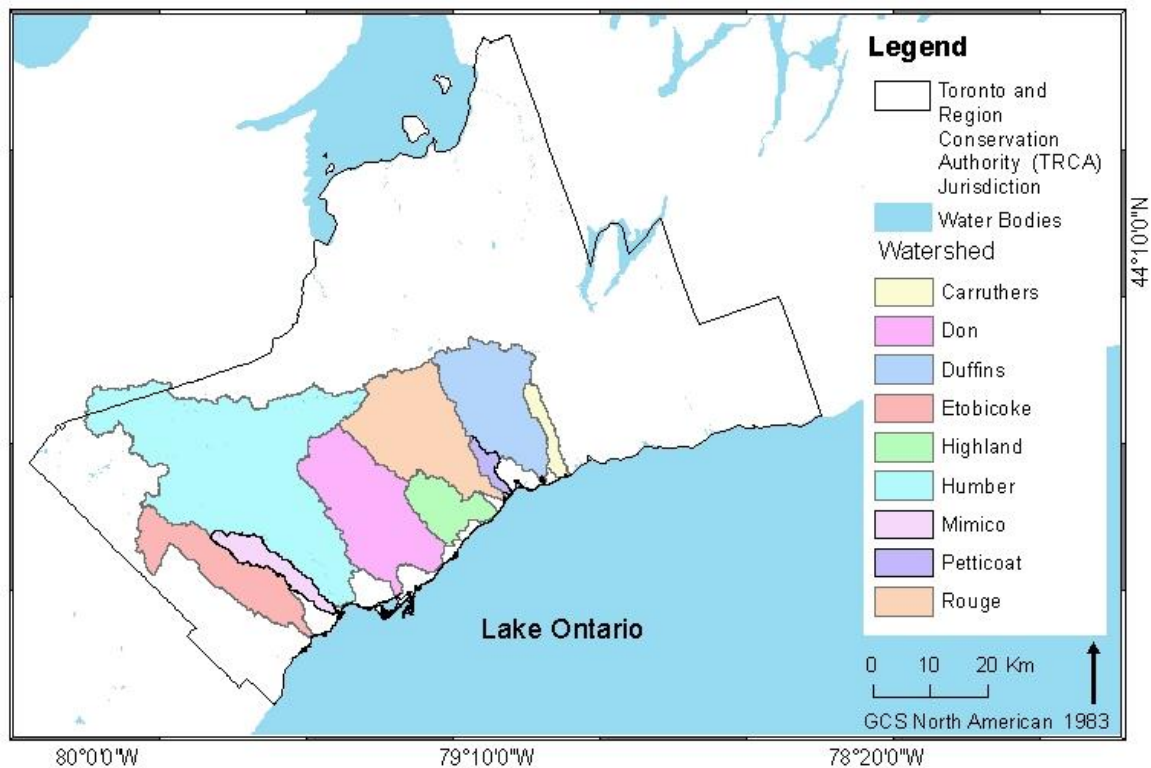 Legend
Toronto and
Region
Conservation
Authority (TRCA)
Jurisdiction
Water Bodies
Watershed
Carruthers
Don
Duffins
Etobicoke
Highland
Humber
Mimico
Petticoat
Rouge
Lake Ontario
0 10 20 Km
GCS North American 1983
44°10'0"N
80°0'0"W 79°10'0"W 78°20'0"W